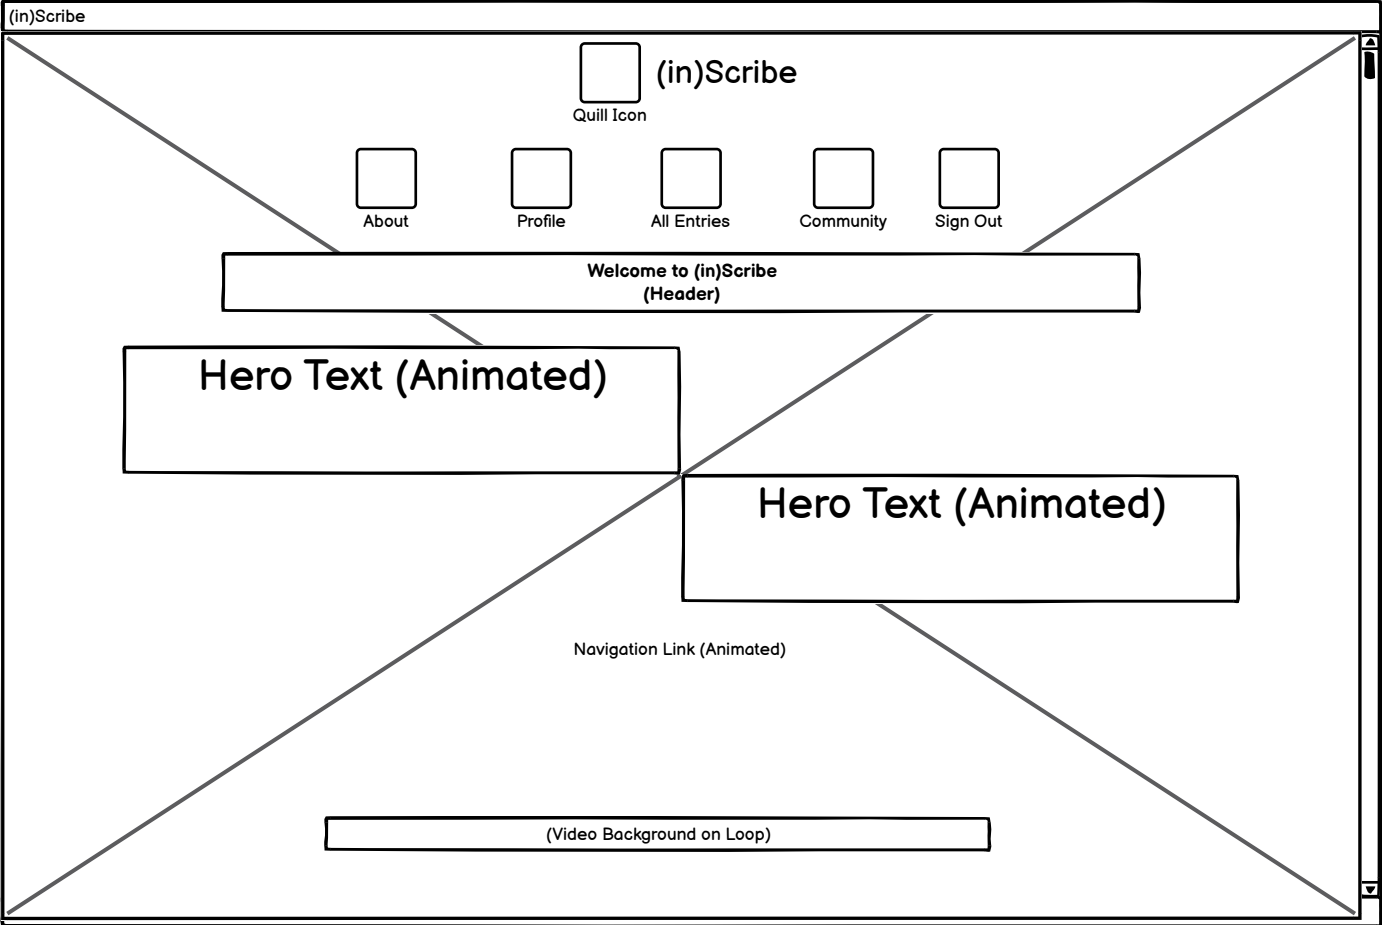 (in)Scribe
(in)Scribe
Quill Icon
About
Profile
All Entries
Community
Sign Out
Welcome to (in)Scribe
(Header)
Hero Text (Animated)
Hero Text (Animated)
Navigation Link (Animated)
(Video Background on Loop)